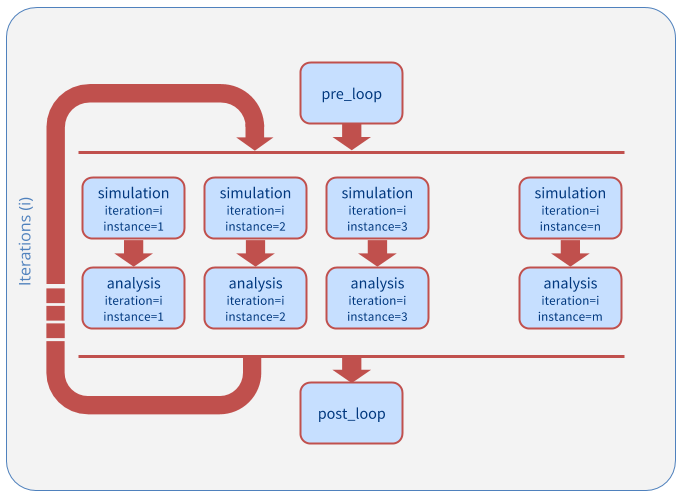 pre_loop
Iterations (i)
simulation
iteration=i
instance=1
simulation
iteration=i
instance=2
simulation
iteration=i
instance=3
simulation
iteration=i
instance=n
analysis
iteration=i
instance=1
analysis
iteration=i
instance=2
analysis
iteration=i
instance=3
analysis
iteration=i
instance=m
post_loop